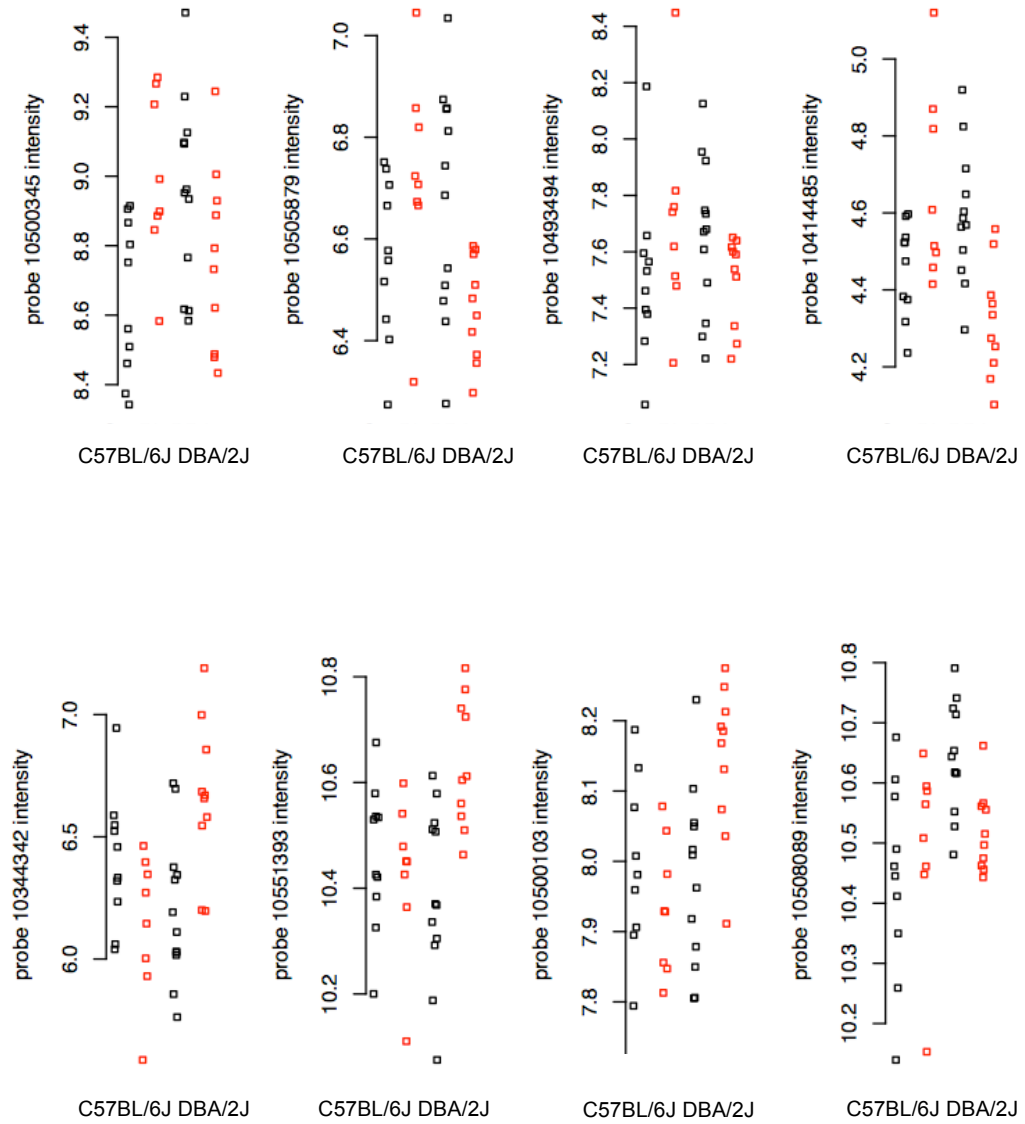 probe 10500345 intensity
8.4 8.6 8.8 9.0 9.2 9.4
C57BL/6J DBA/2J
probe 10505879 intensity
6.4 6.6 6.8 7.0
C57BL/6J DBA/2J
probe 10493494 intensity
7.2 7.4 7.6 7.8 8.0 8.2 8.4
C57BL/6J DBA/2J
probe 10414485 intensity
4.2 4.4 4.6 4.8 5.0
C57BL/6J DBA/2J
probe 10344342 intensity
6.0 6.5 7.0
C57BL/6J DBA/2J
probe 10551393 intensity
10.2 10.4 10.6 10.8
C57BL/6J DBA/2J
probe 10500103 intensity
7.8 7.9 8.0 8.1 8.2
C57BL/6J DBA/2J
probe 10508089 intensity
10.2 10.3 10.4 10.5 10.6 10.7 10.8
C57BL/6J DBA/2J